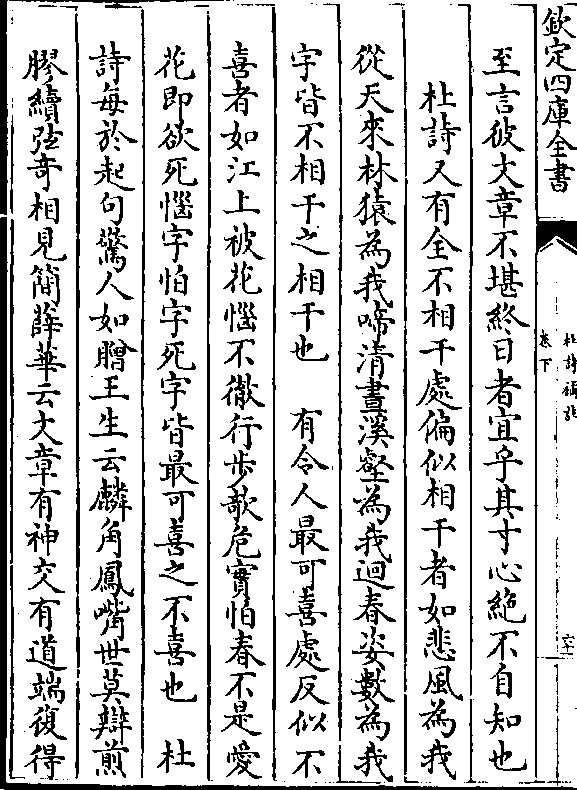 欽定四庫全書
杜詩補註
卷下
至言彼文章不堪終日者宜乎其寸心絶不自知也
杜詩又有全不相干處偏似相干者如悲風為我
從天來林猿為我啼清晝溪壑為我迴春姿數為我
字皆不相干之相干也　有令人最可喜處反似不
喜者如江上被花惱不徹行步欹危實怕春不是愛
花即欲死惱字怕字死字皆最可喜之不喜也　杜
詩每於起句驚人如贈王生云麟角鳳嘴世莫辯煎
膠續弦奇相見簡薛華云文章有神交有道端復得